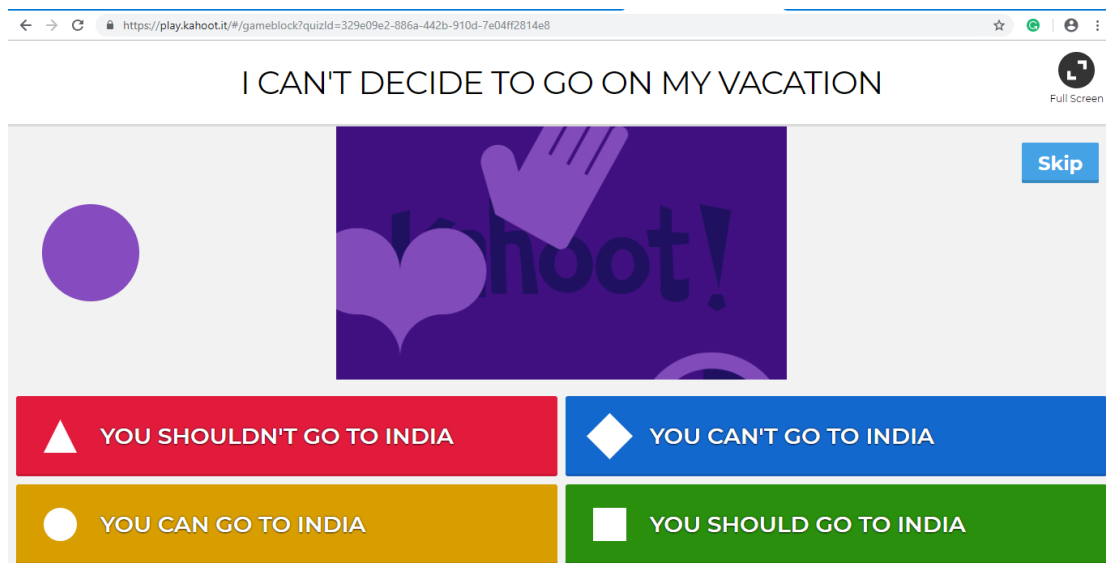 https://play.kahoot.it/#/gameblock?quizId=329e09e2-886a-442b-910d-7e04ff2814e8
I CAN'T DECIDE TO GO ON MY VACATION
Full Screen
Skip
kahoot!
YOU SHOULDN'T GO TO INDIA
YOU CAN'T GO TO INDIA
YOU CAN GO TO INDIA
YOU SHOULD GO TO INDIA